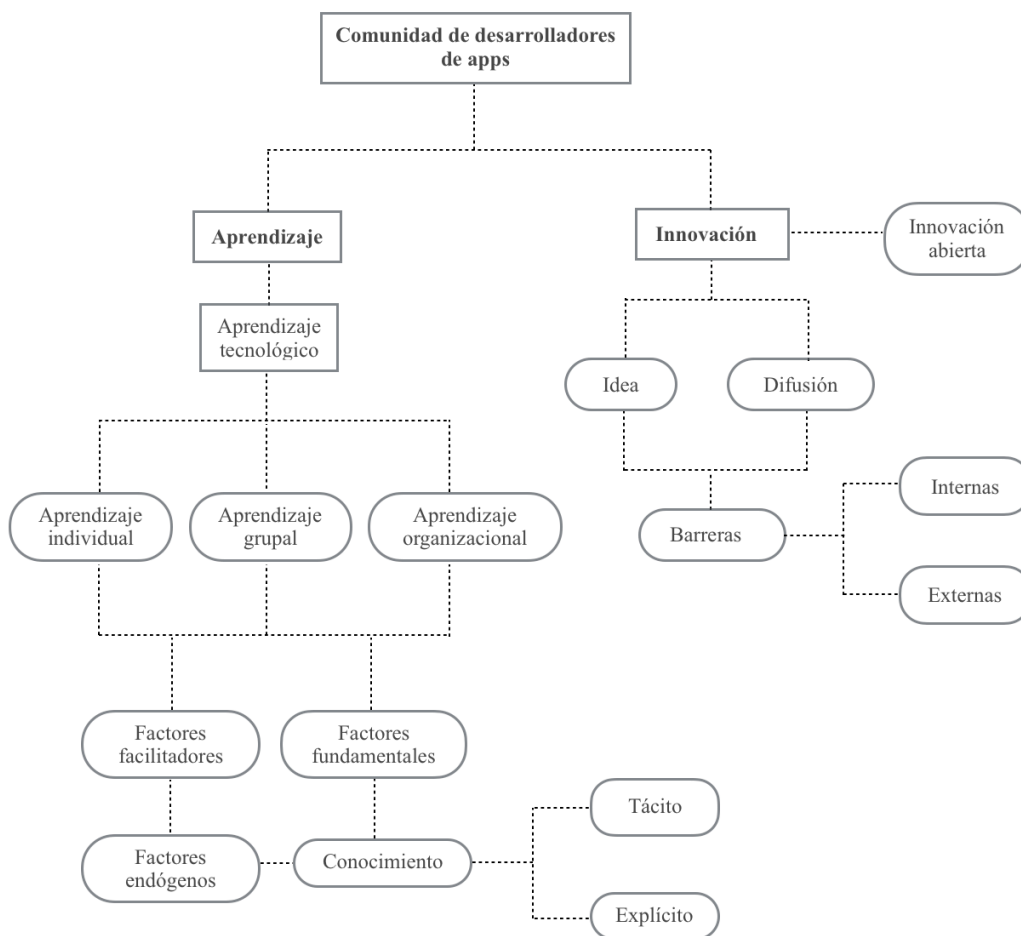 Comunidad de desarrolladores
de apps
Aprendizaje
Innovación
Innovación
abierta
Aprendizaje
tecnológico
Idea
Difusión
Internas
Aprendizaje
individual
Aprendizaje
grupal
Aprendizaje
organizacional
Barreras
Externas
Factores
facilitadores
Factores
fundamentales
Tácito
Factores
endógenos
Conocimiento
Explícito